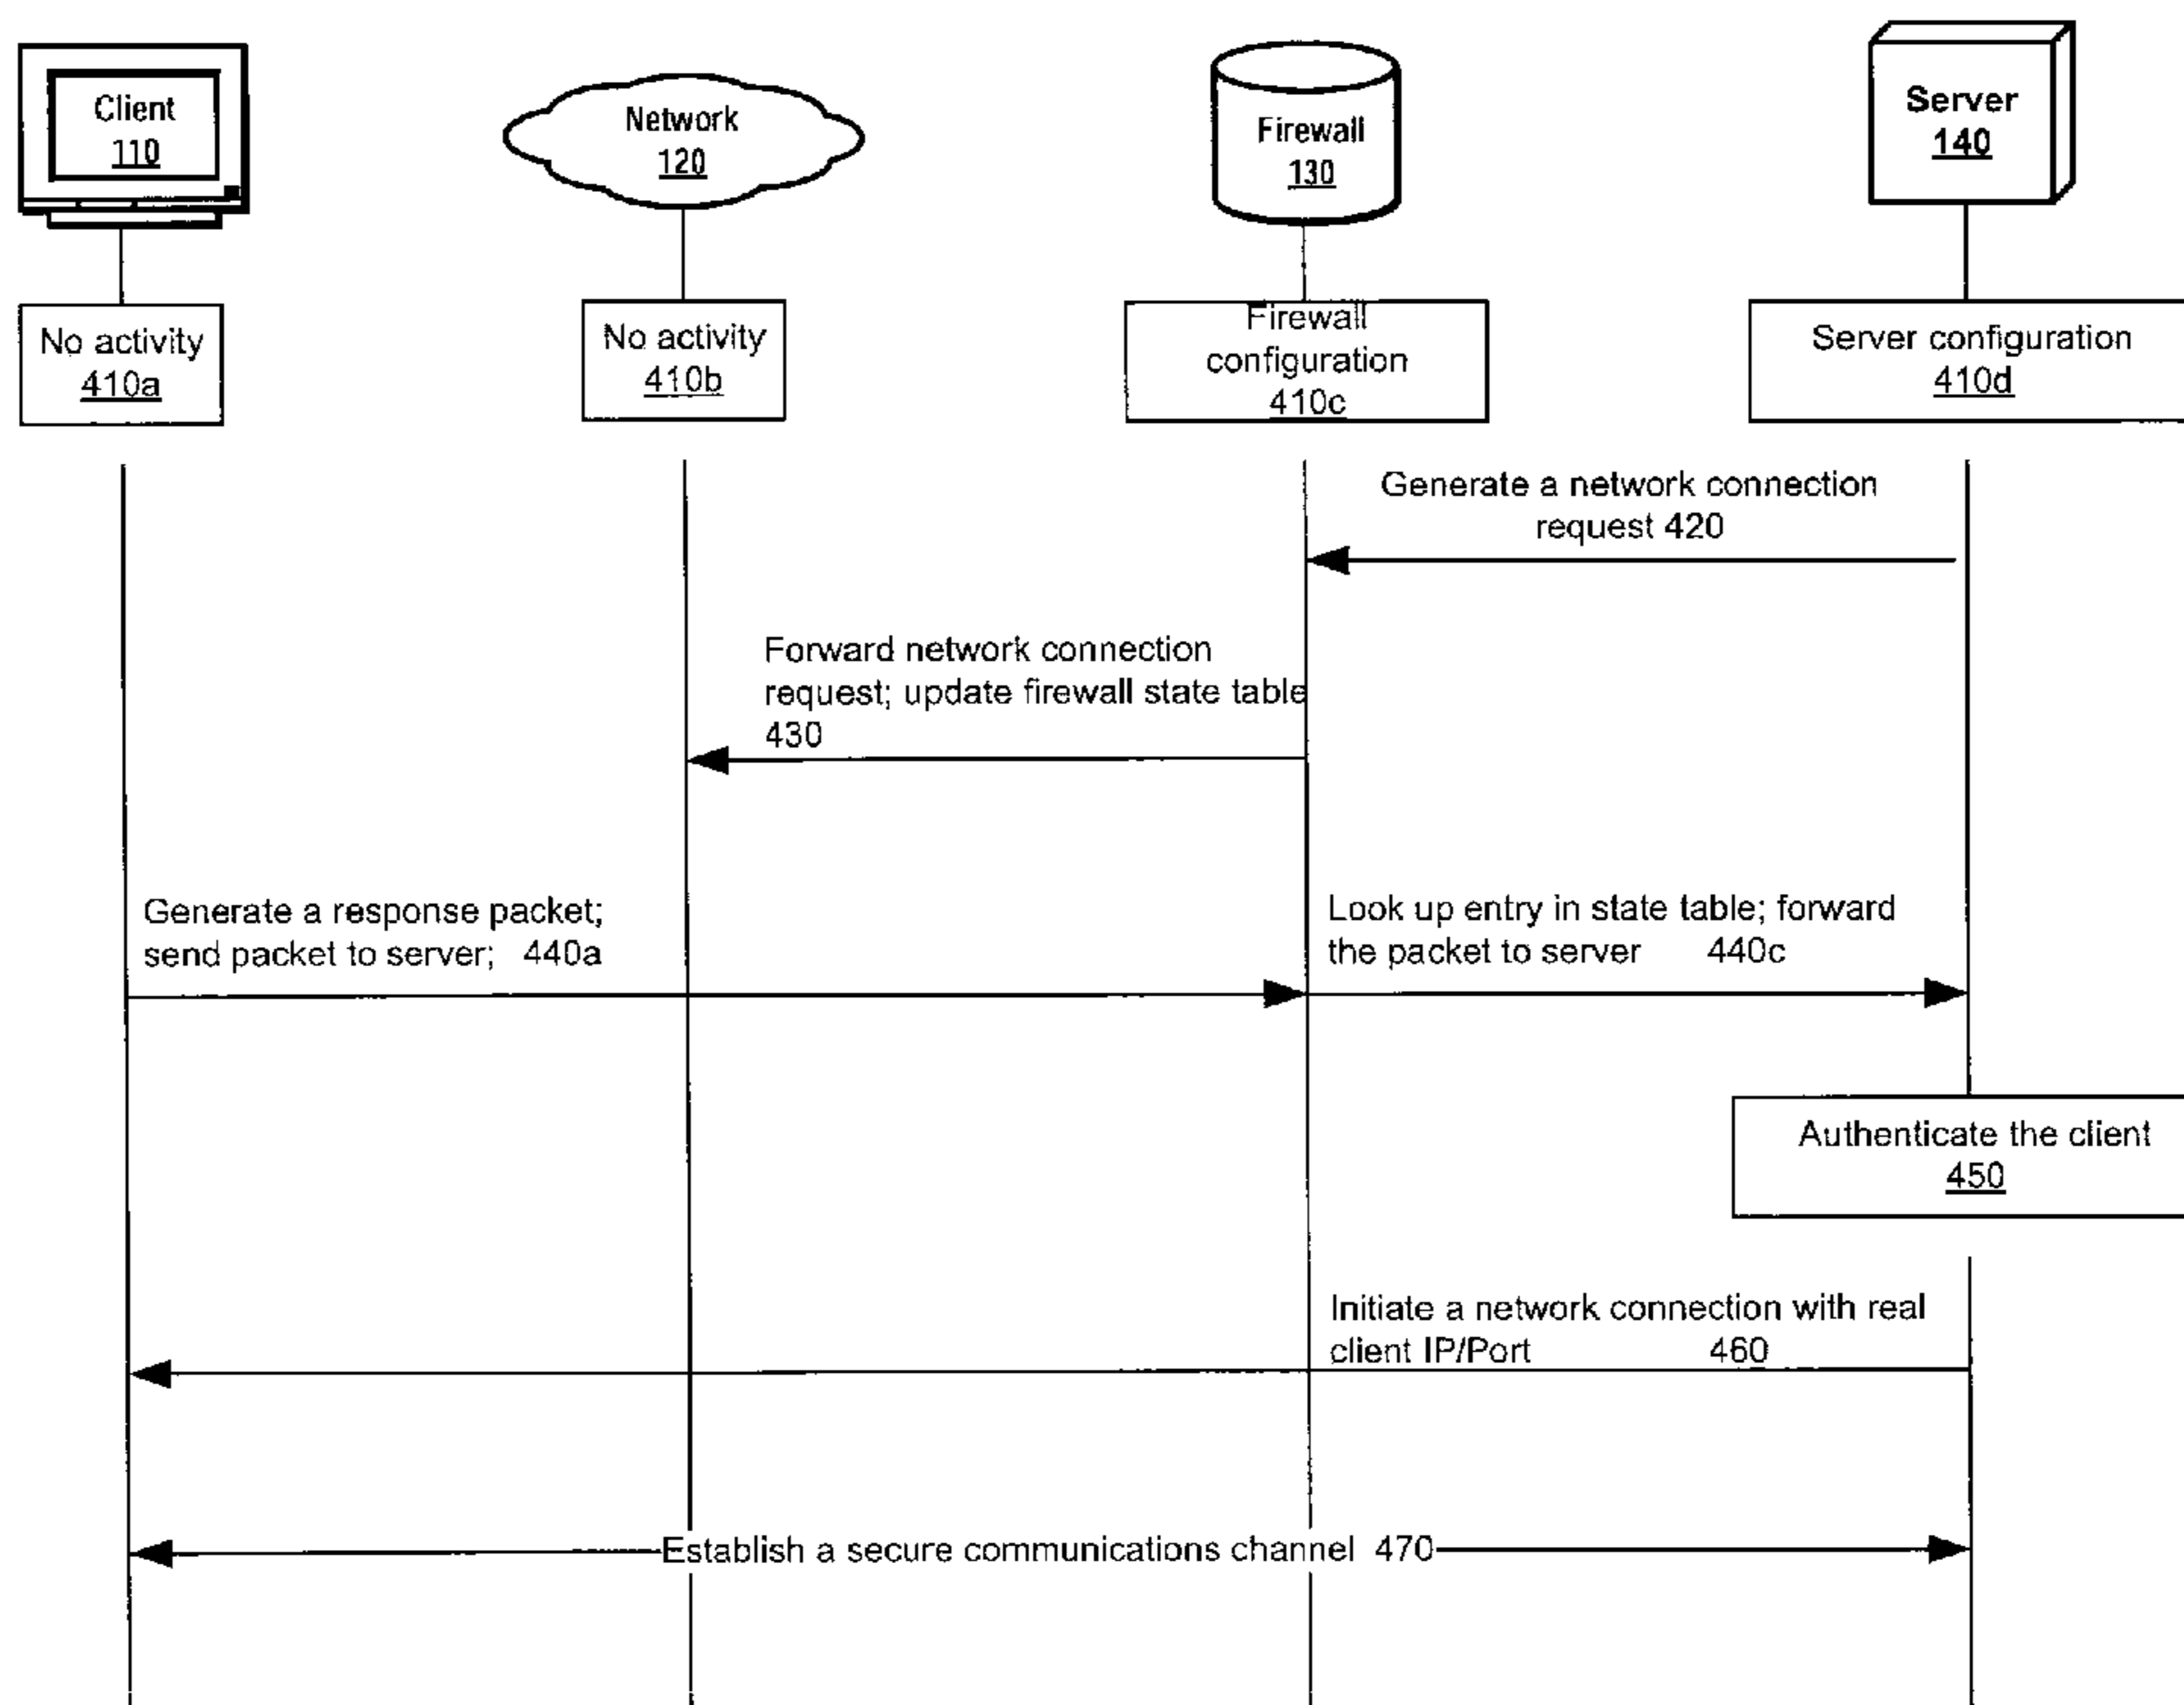 Client
110
Network
120
Firewall
130
Server
140
No activity
410a
No activity
410b
Firewall
configuration
410c
Server configuration
410d
Generate a network connection
request 420
Forward network connection
request; update firewall state table
430
Generate a response packet;
send packet to server; 440a
Look up entry in state table; forward
the packet to server 440c
Authenticate the client
450
Initiate a network connection with real
client IP/Port 460
Establish a secure communications channel 470